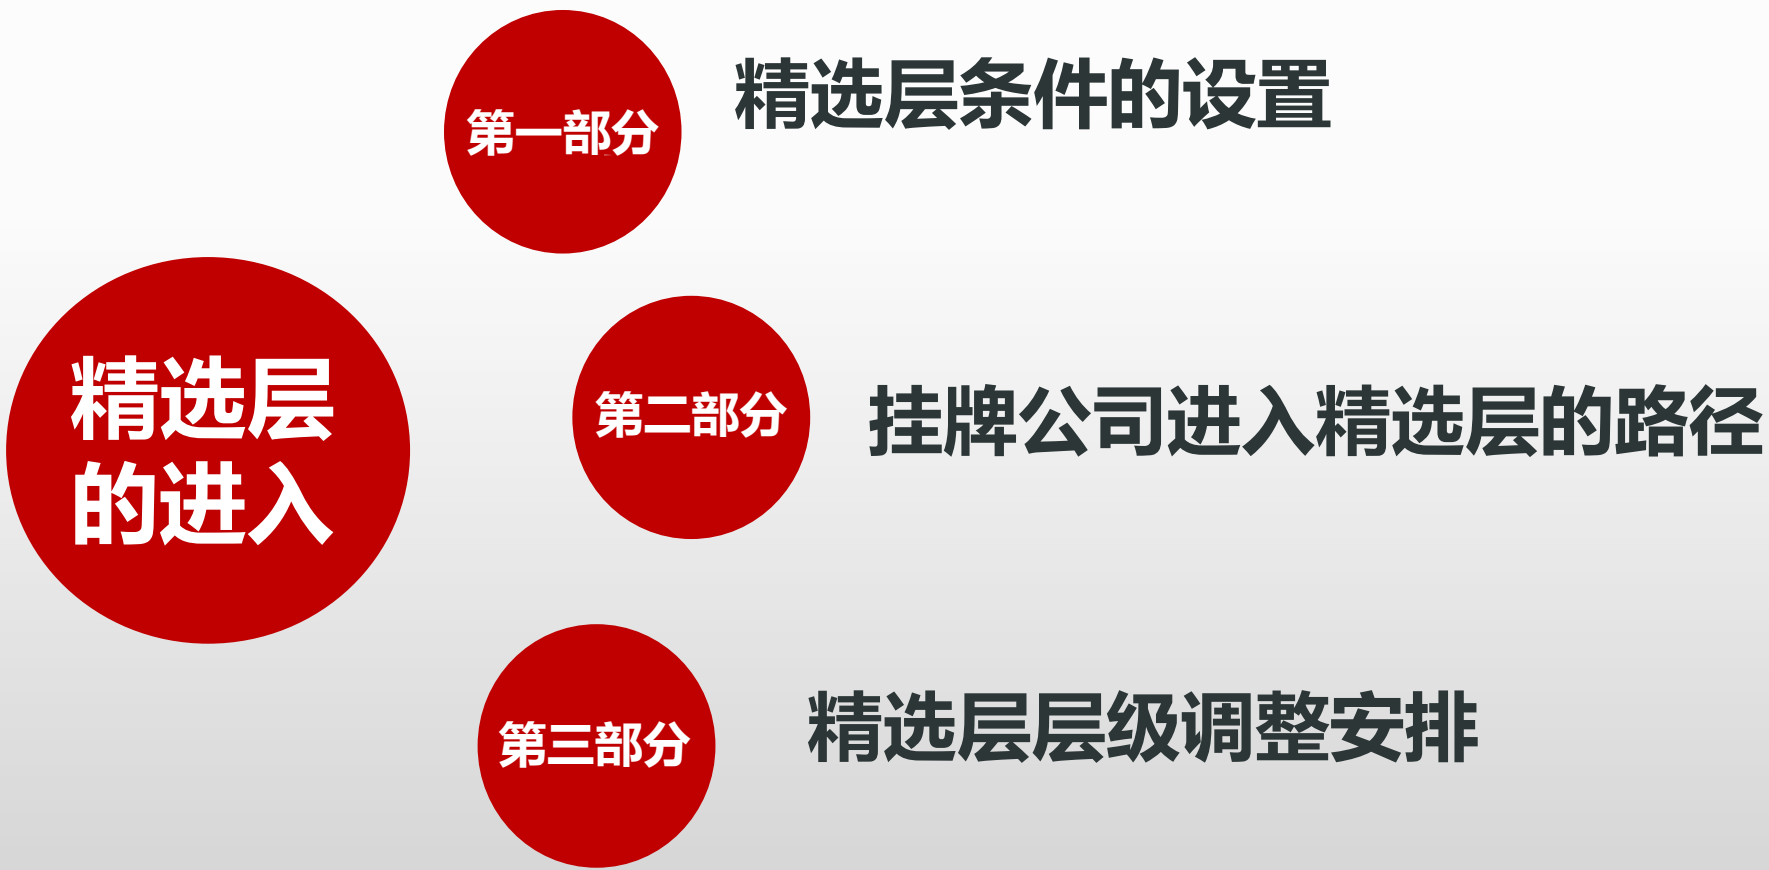 精选层
的进入
第一部分
精选层条件的设置
第二部分
挂牌公司进入精选层的路径
第三部分
精选层层级调整安排